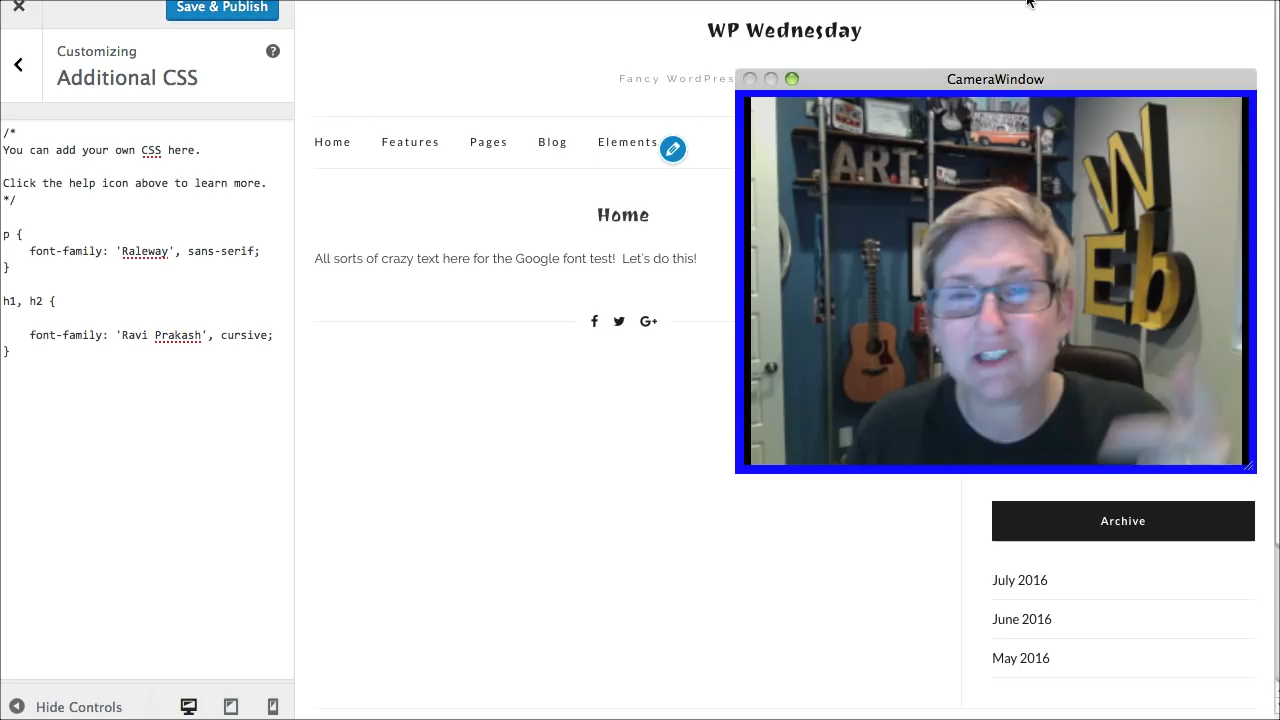 Save & Publish
Customizing
Additional CSS
/*
You can add your own CSS here.
Click the help icon above to learn more.
*/
p {
font-family: 'Raleway', sans-serif;
}
h1, h2 {
font-family: 'Ravi Prakash', cursive;
}
Hide Controls
WP Wednesday
Fancy WordPres
Home
Features
Pages
Blog
Elements
Home
All sorts of crazy text here for the Google font test! Let's do this!
CameraWindow
ART
WEb
Archive
July 2016
June 2016
May 2016